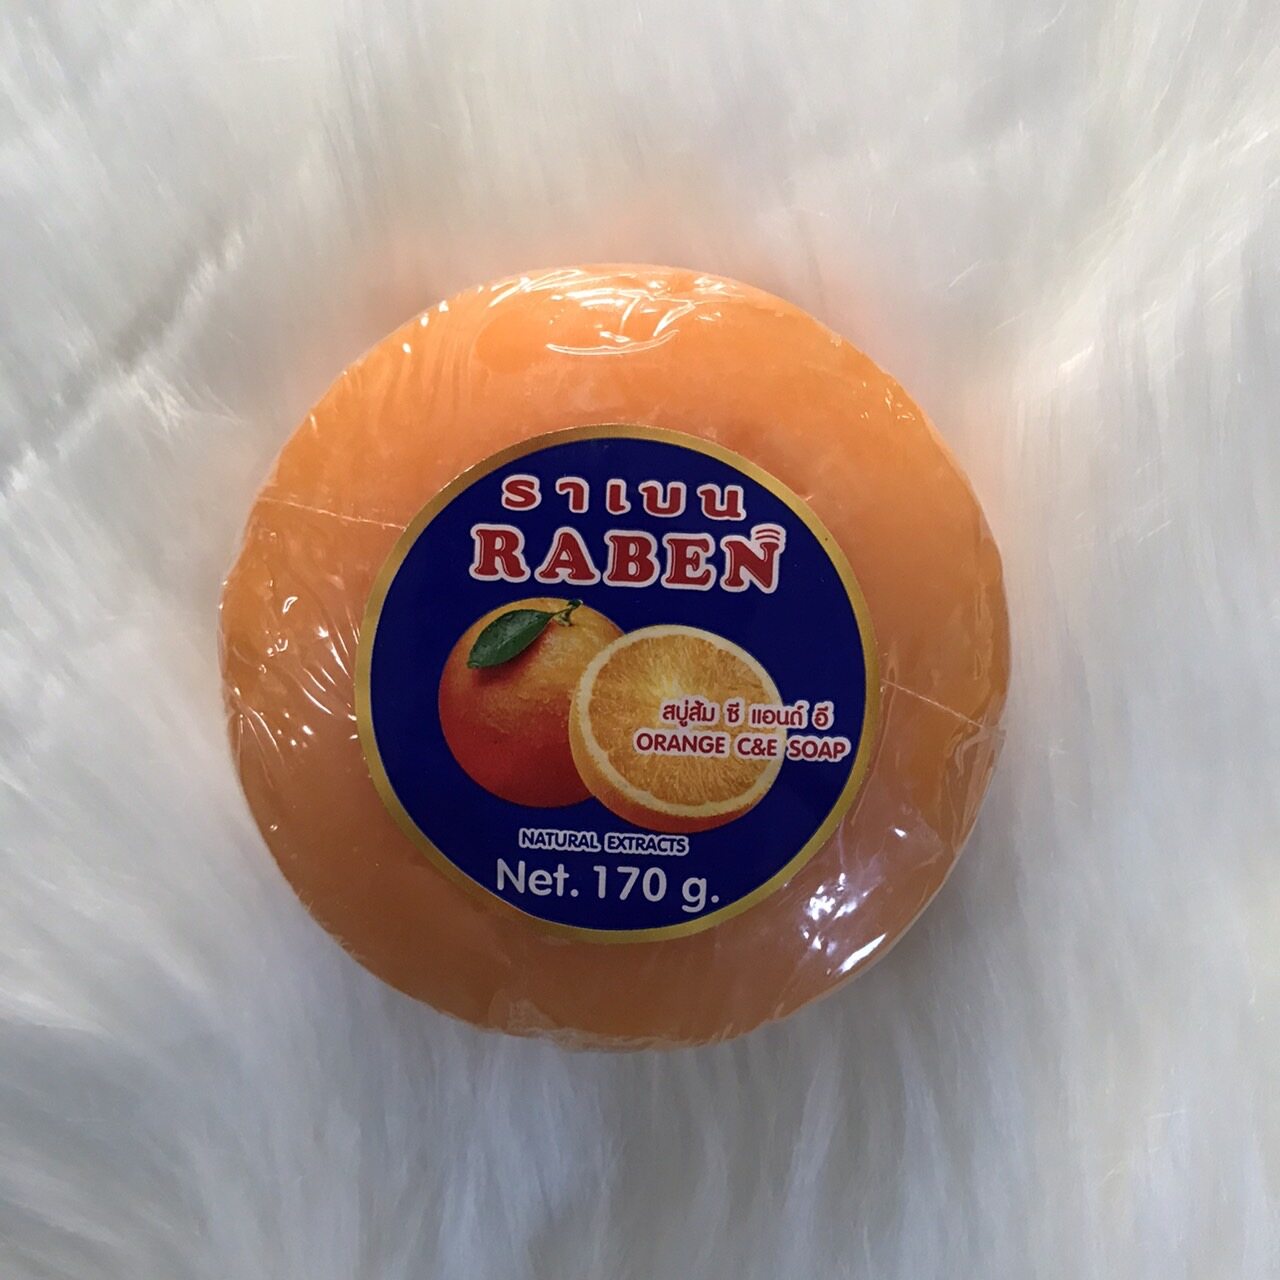 ราเบน
RABEN
สบู่ส้ม ซี แอนด์ อี
ORANGE C&E SOAP
NATURAL EXTRACTS
Net. 170 g.